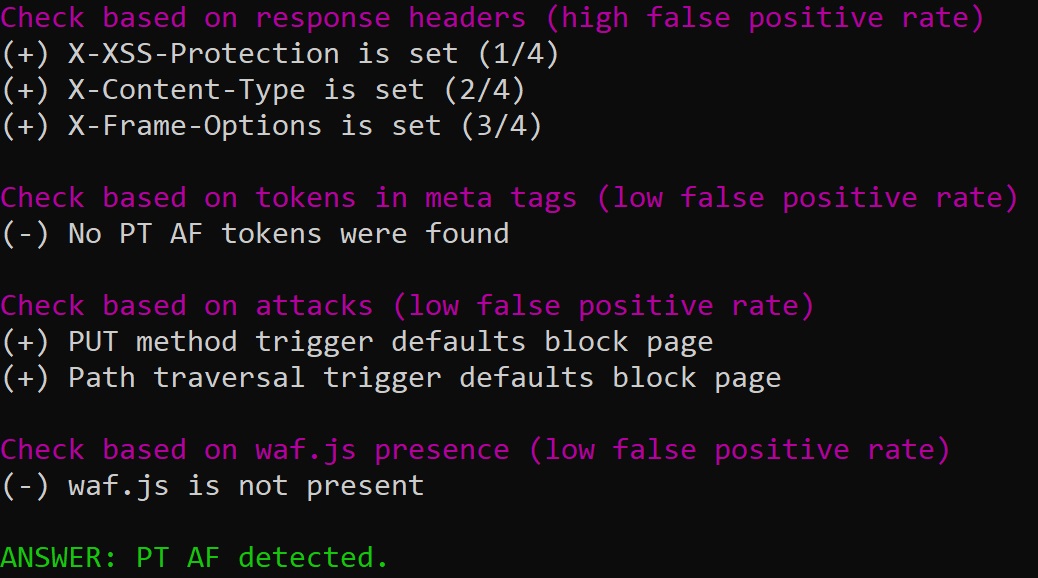 Check based on response headers (high false positive rate)
(+) X-XSS-Protection is set (1/4)
(+) X-Content-Type is set (2/4)
(+) X-Frame-Options is set (3/4)
Check based on tokens in meta tags (low false positive rate)
(-) No PT AF tokens were found
Check based on attacks (low false positive rate)
(+) PUT method trigger defaults block page
(+) Path traversal trigger defaults block page
Check based on waf.js presence (low false positive rate)
(-) waf.js is not present
ANSWER: PT AF detected.